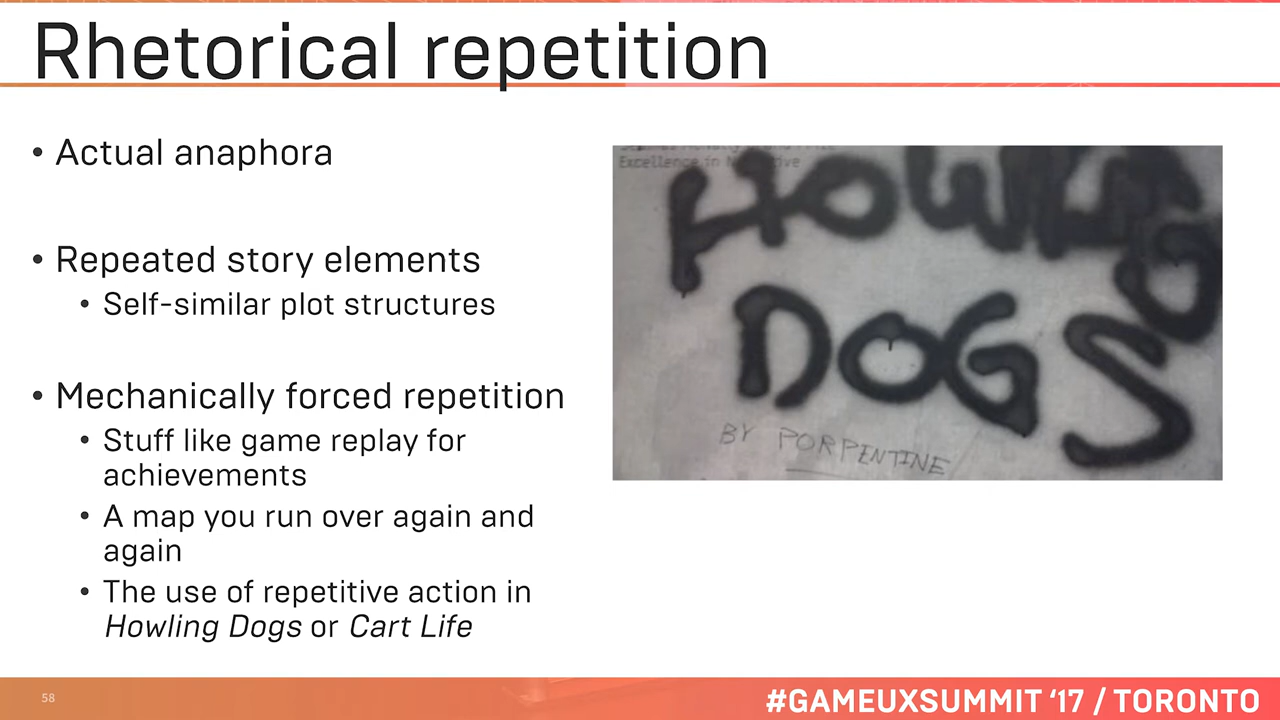 Rhetorical repetition
• Actual anaphora
• Repeated story elements
• Self-similar plot structures
• Mechanically forced repetition
• Stuff like game replay for
achievements
• A map you run over again and
again
• The use of repetitive action in
Howling Dogs or Cart Life
Excellence in Narrative
HOWLING
DOGS
BY PORPENTINE
58
#GAMEUXSUMMIT ‘17 / TORONTO